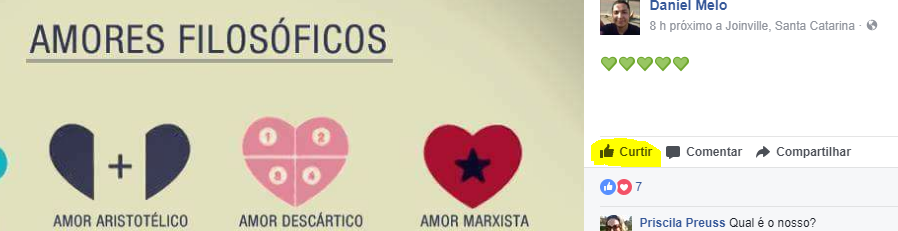 AMORES FILOSÓFICOS
+
1 2
3 4
AMOR ARISTOTÉLICO
AMOR DESCÁRTICO
AMOR MARXISTA
Daniel Melo
8 h próximo a Joinville, Santa Catarina ·
Curtir Comentar Compartilhar
7
Priscila Preuss Qual é o nosso?